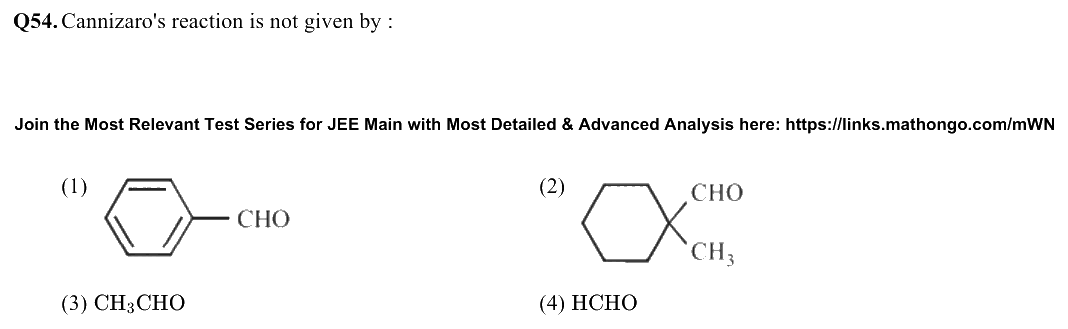 Q54. Cannizaro's reaction is not given by :
Join the Most Relevant Test Series for JEE Main with Most Detailed & Advanced Analysis here: https://links.mathongo.com/mWN
(1)
CHO
(2)
CHO
CH₃
(3) CH₃CHO
(4) HCHO